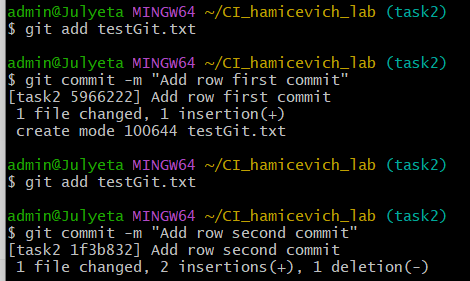 admin@Julyeta MINGW64 ~/CI_hamicevich_lab (task2)
$ git add testGit.txt
admin@Julyeta MINGW64 ~/CI_hamicevich_lab (task2)
$ git commit -m "Add row first commit"
[task2 5966222] Add row first commit
 1 file changed, 1 insertion(+)
 create mode 100644 testGit.txt
admin@Julyeta MINGW64 ~/CI_hamicevich_lab (task2)
$ git add testGit.txt
admin@Julyeta MINGW64 ~/CI_hamicevich_lab (task2)
$ git commit -m "Add row second commit"
[task2 1f3b832] Add row second commit
 1 file changed, 2 insertions(+), 1 deletion(-)